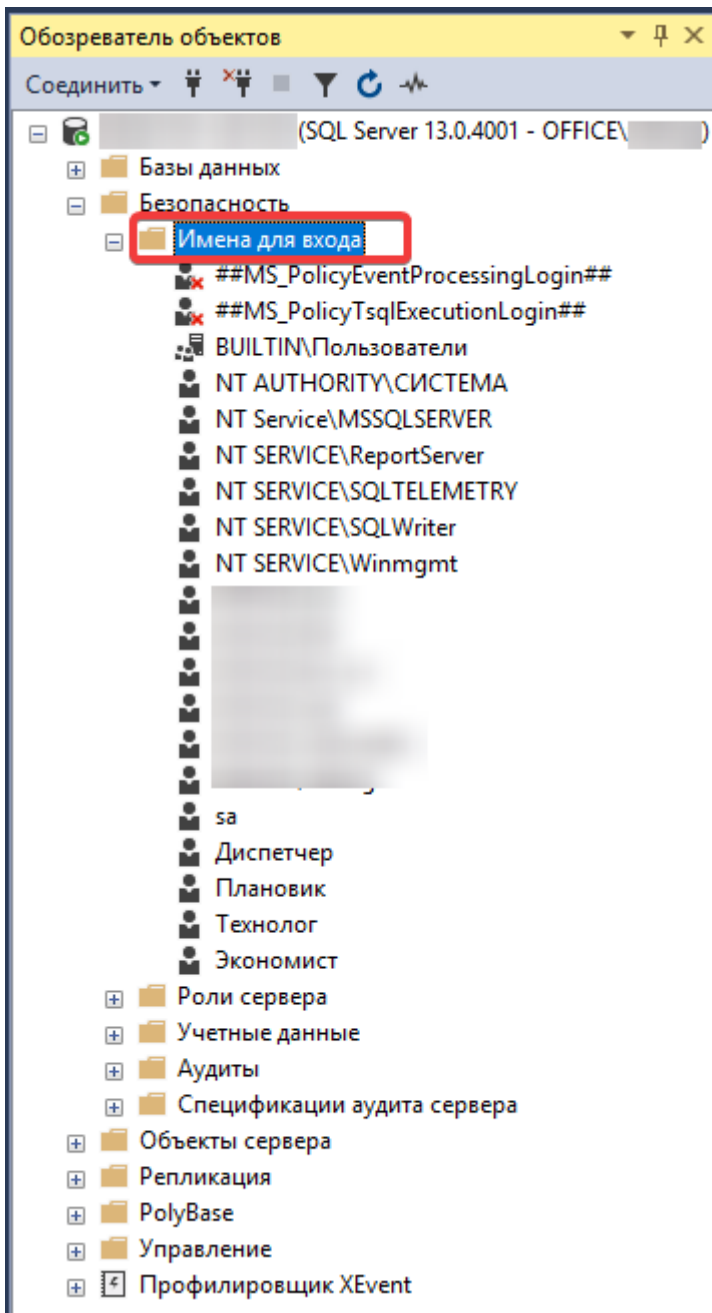 Обозреватель объектов
Соединить
(SQL Server 13.0.4001 - OFFICE\ )
Базы данных
Безопасность
Имена для входа
##MS_PolicyEventProcessingLogin##
##MS_PolicyTsqlExecutionLogin##
BUILTIN\Пользователи
NT AUTHORITY\СИСТЕМА
NT Service\MSSQLSERVER
NT SERVICE\ReportServer
NT SERVICE\SQLTELEMETRY
NT SERVICE\SQLWriter
NT SERVICE\Winmgmt
sa
Диспетчер
Плановик
Технолог
Экономист
Роли сервера
Учетные данные
Аудиты
Спецификации аудита сервера
Объекты сервера
Репликация
PolyBase
Управление
Профилировщик XEvent